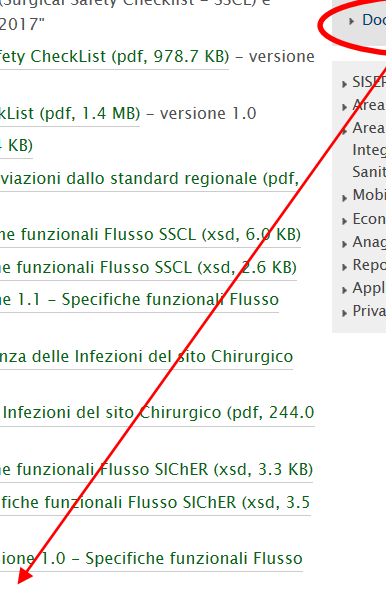 (Surgical Safety Checklist – SSCL) e
2017"
fety CheckList (pdf, 978.7 KB) – versione
kList (pdf, 1.4 MB) – versione 1.0
KB)
viazioni dallo standard regionale (pdf,
he funzionali Flusso SSCL (xsd, 6.0 KB)
he funzionali Flusso SSCL (xsd, 2.6 KB)
ne 1.1 – Specifiche funzionali Flusso
nza delle Infezioni del sito Chirurgico
Infezioni del sito Chirurgico (pdf, 244.0
he funzionali Flusso SIChER (xsd, 3.3 KB)
ifiche funzionali Flusso SIChER (xsd, 3.5
sione 1.0 – Specifiche funzionali Flusso
Doc
SISEP
Area
Area
Integ
Sanit
Mobi
Econ
Anag
Repo
Appl
Priva